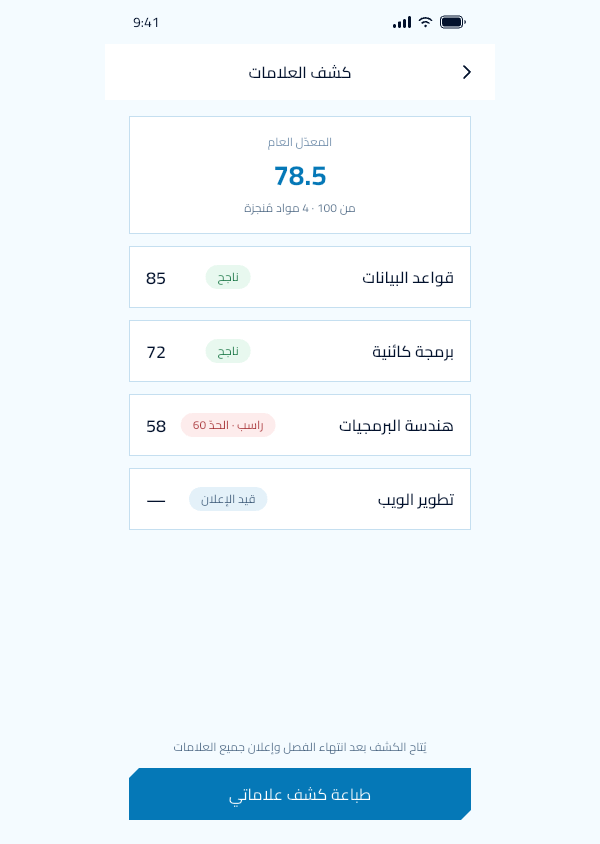 9:41
كشف العلامات
المعدّل العام
78.5
من 100 · 4 مواد مُنجزة
قواعد البيانات ناجح 85
برمجة كائنية ناجح 72
هندسة البرمجيات راسب · الحدّ 60 58
تطوير الويب قيد الإعلان —
يُتاح الكشف بعد انتهاء الفصل وإعلان جميع العلامات
طباعة كشف علاماتي